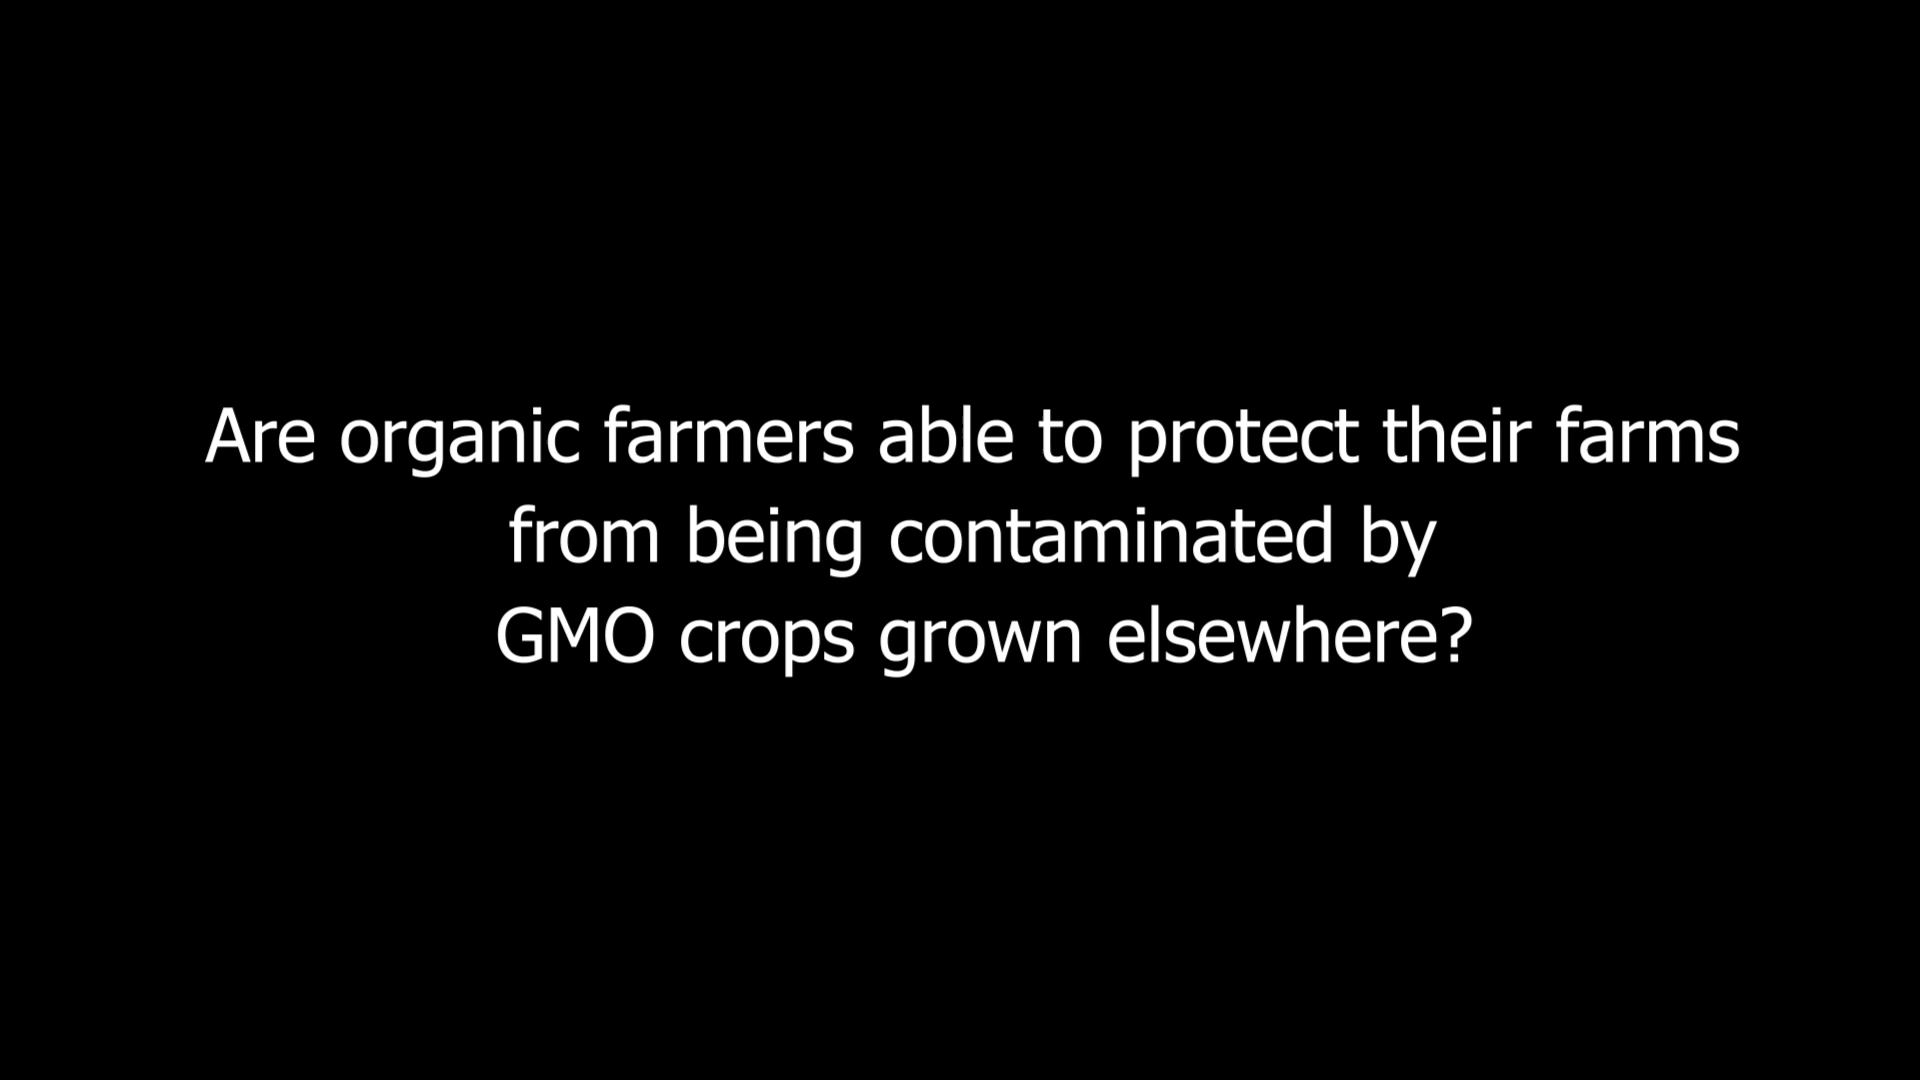 Are organic farmers able to protect their farms
from being contaminated by
GMO crops grown elsewhere?